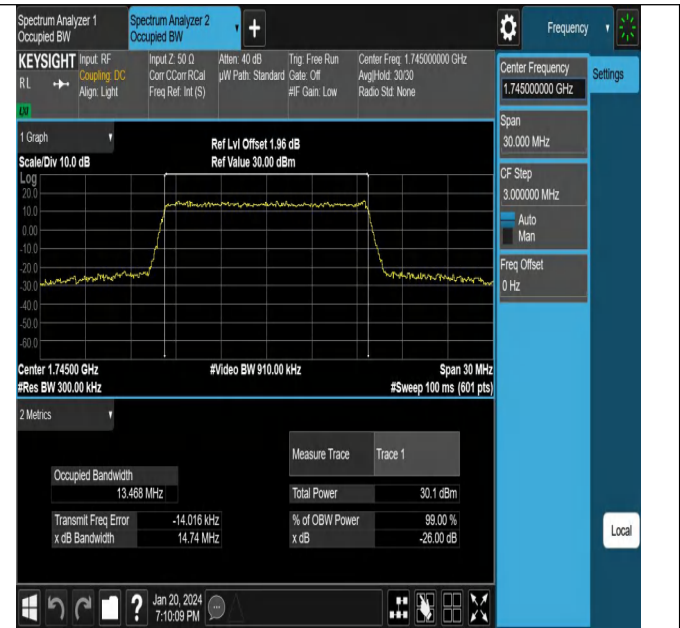 Spectrum Analyzer 1
Occupied BW
Spectrum Analyzer 2
Occupied BW
Frequency
KEYSIGHT
R L
Input: RF
Coupling: DC
Align: Light
Input Z: 50 Ω
Corr CCorr RCal
Freq Ref: Int (S)
Atten: 40 dB
µW Path: Standard
Trig: Free Run
Gate: Off
#IF Gain: Low
Center Freq: 1.745000000 GHz
Avg|Hold: 30/30
Radio Std: None
Center Frequency
1.745000000 GHz
Settings
Span
30.000 MHz
CF Step
3.000000 MHz
Auto
Man
Freq Offset
0 Hz
1 Graph
Scale/Div 10.0 dB
Ref Lvl Offset 1.96 dB
Ref Value 30.00 dBm
Log
20.0
10.0
0.00
-10.0
-20.0
-30.0
-40.0
-50.0
-60.0
Center 1.74500 GHz
#Video BW 910.00 kHz
Span 30 MHz
#Res BW 300.00 kHz
#Sweep 100 ms (601 pts)
2 Metrics
Measure Trace
Trace 1
Occupied Bandwidth
13.468 MHz
Total Power
30.1 dBm
Transmit Freq Error
-14.016 kHz
% of OBW Power
99.00 %
x dB Bandwidth
14.74 MHz
x dB
-26.00 dB
Local
?
Jan 20, 2024
7:10:09 PM